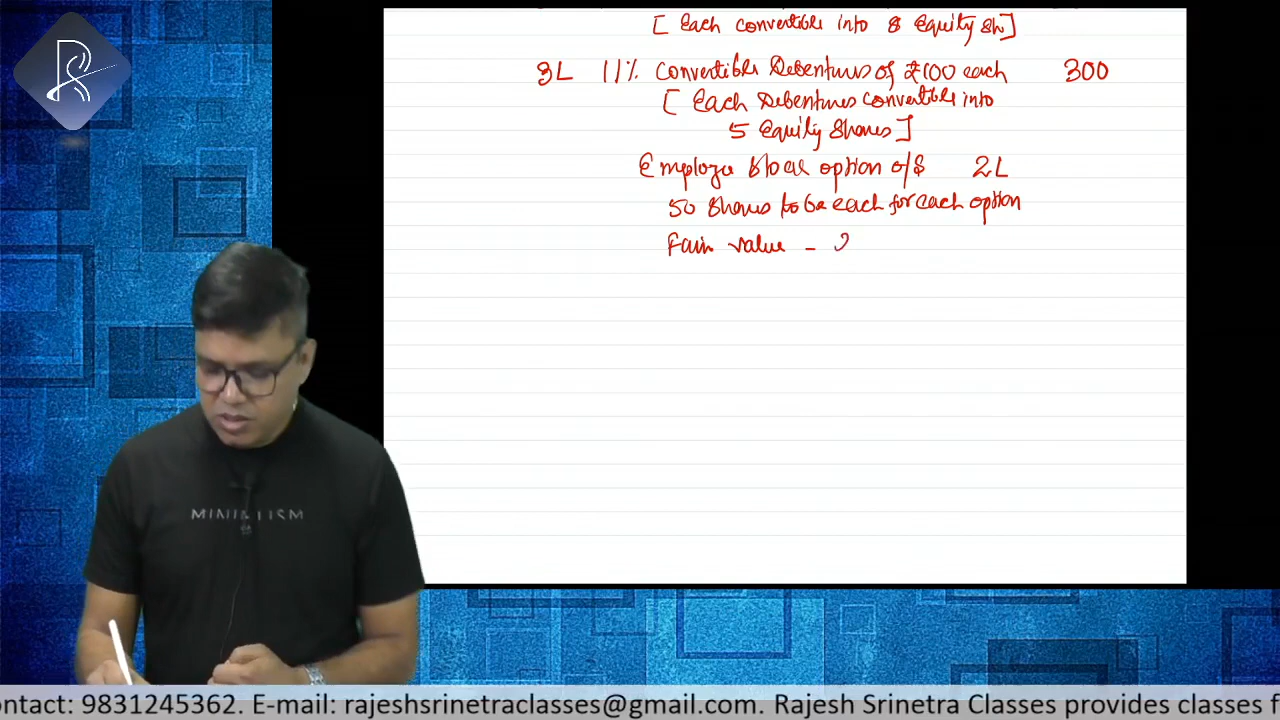 [ Each convertible into 8 Equity Sh ]
3L 11% Convertible Debentures of ₹100 each 300
[ Each Debentures convertible into
5 Equity Shares ]
Employee Stock option o/s 2L
50 Shares to be each for each option
Fair value -
MINIMALISM
ontact: 9831245362. E-mail: rajeshsrinetraclasses@gmail.com. Rajesh Srinetra Classes provides classes f